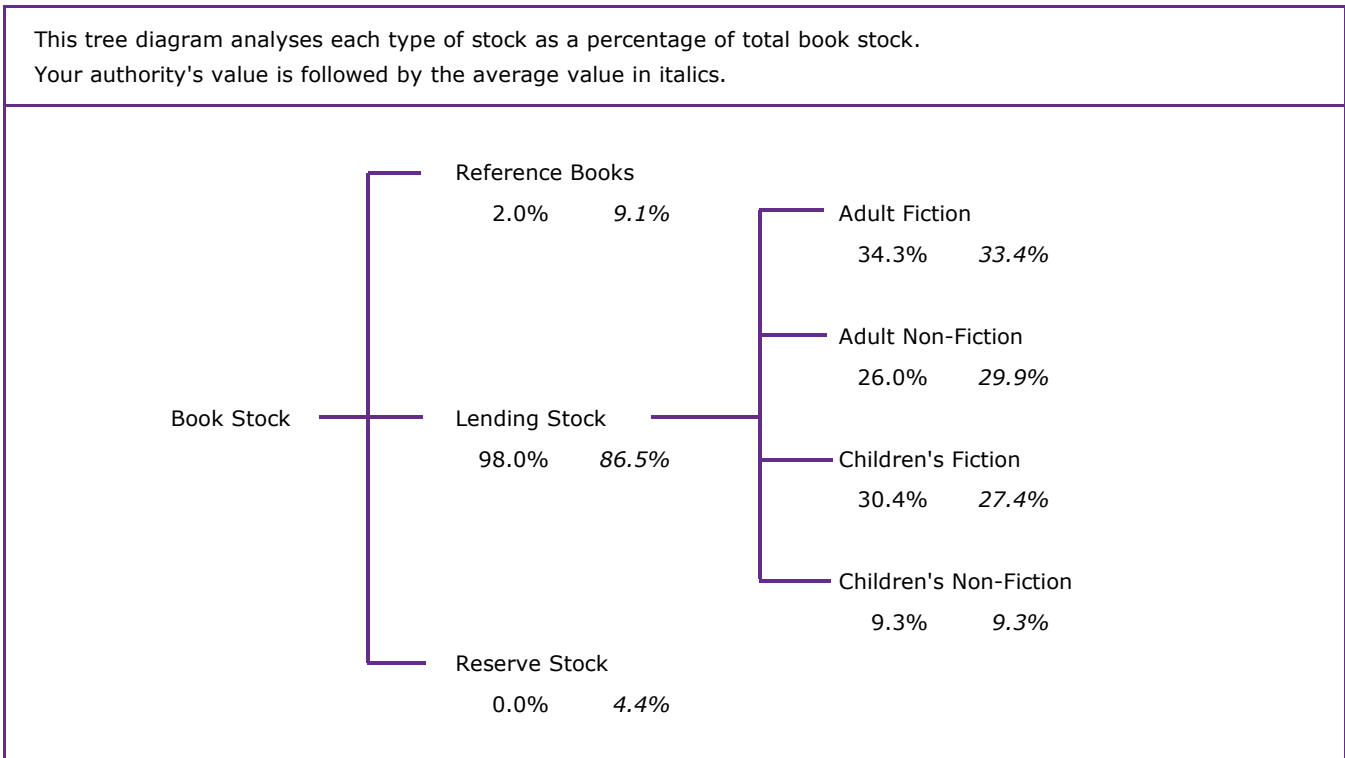 This tree diagram analyses each type of stock as a percentage of total book stock.
Your authority's value is followed by the average value in italics.
Reference Books
2.0% 9.1%
Adult Fiction
34.3% 33.4%
Adult Non-Fiction
26.0% 29.9%
Book Stock
Lending Stock
98.0% 86.5%
Children's Fiction
30.4% 27.4%
Children's Non-Fiction
9.3% 9.3%
Reserve Stock
0.0% 4.4%